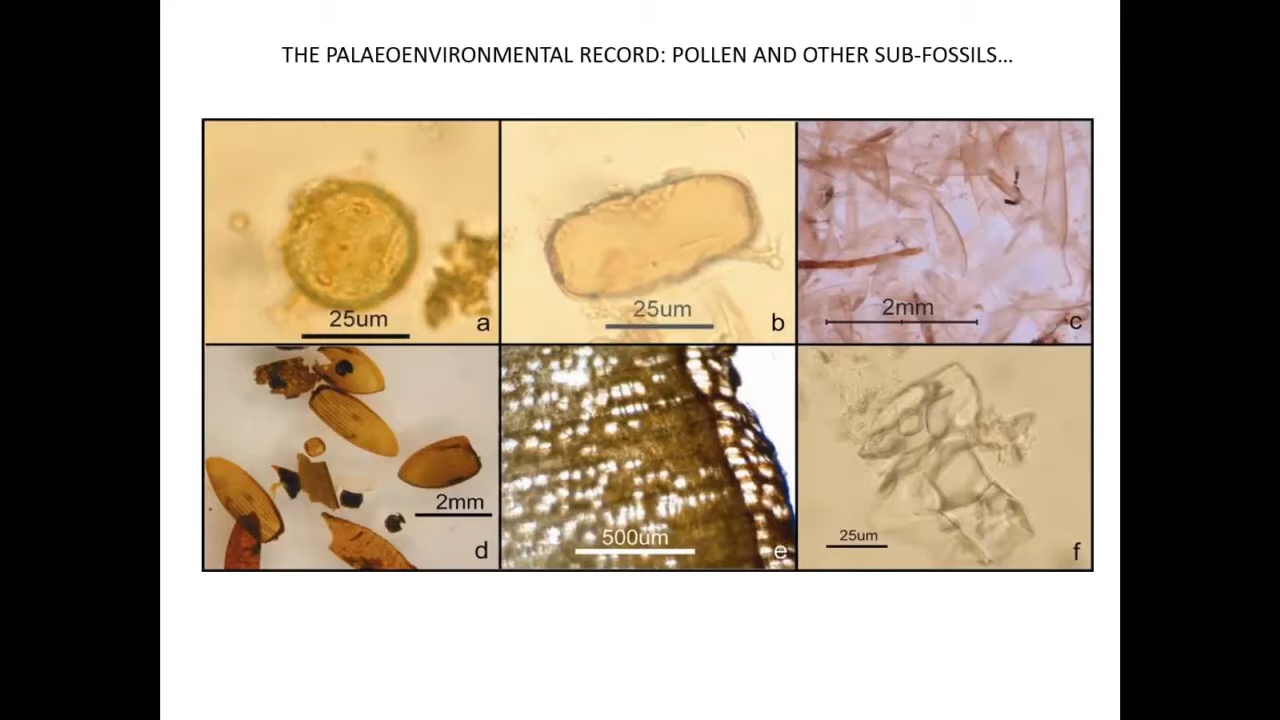 THE PALAEOENVIRONMENTAL RECORD: POLLEN AND OTHER SUB-FOSSILS...
25um
a
25um
b
2mm
c
2mm
d
500um
e
25um
f